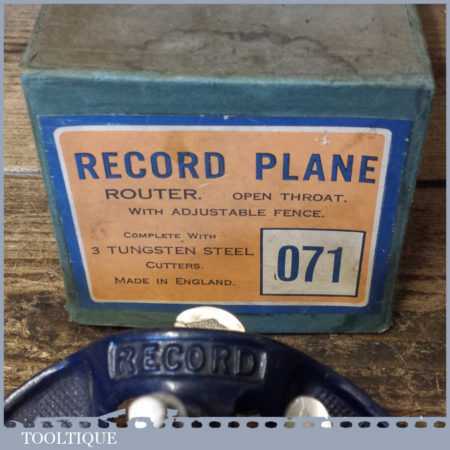 RECORD PLANE
ROUTER. OPEN THROAT.
WITH ADJUSTABLE FENCE.
COMPLETE WITH
3 TUNGSTEN STEEL
CUTTERS.
MADE IN ENGLAND.
071
RECORD
TOOLTIQUE